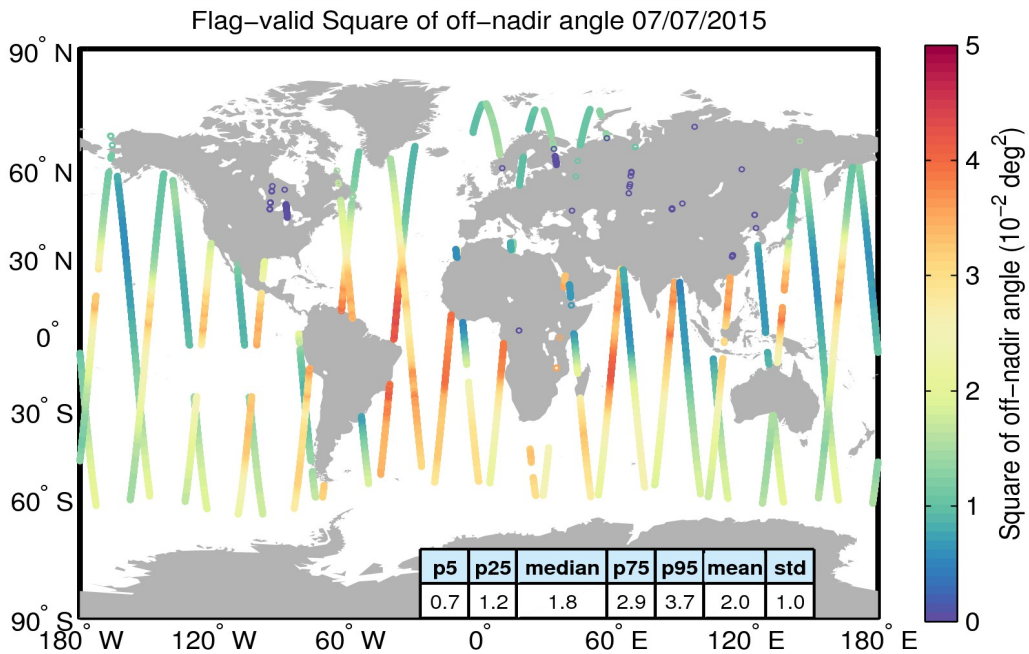 Flag−valid Square of off−nadir angle 07/07/2015
90° N
60° N
30° N
0°
30° S
60° S
90° S
180° W
120° W
60° W
0°
60° E
120° E
180° E
p5 p25 median p75 p95 mean std
0.7 1.2 1.8 2.9 3.7 2.0 1.0
5
4
3
2
1
0
Square of off−nadir angle (10⁻² deg²)